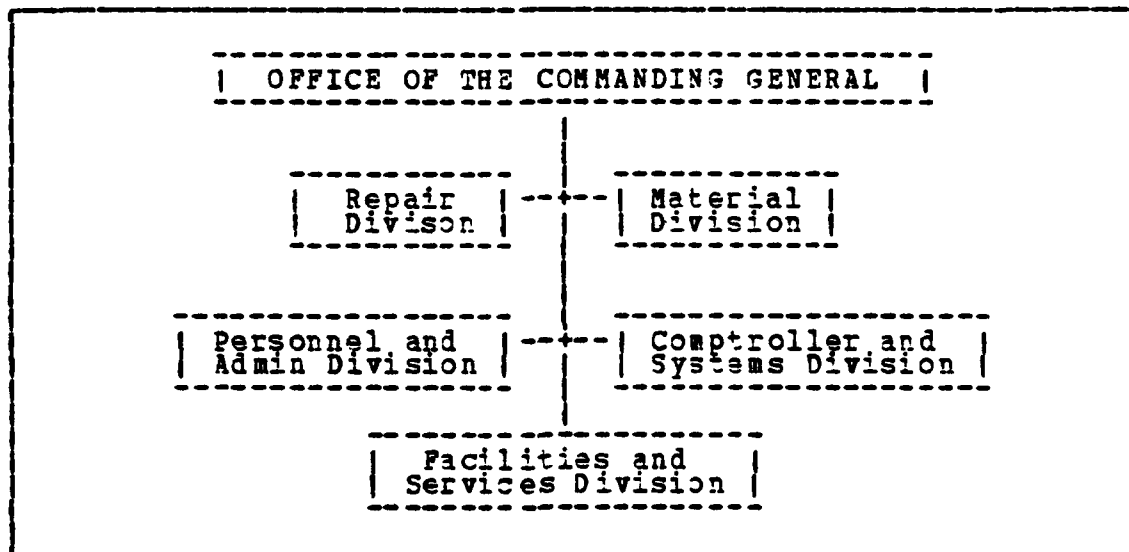 OFFICE OF THE COMMANDING GENERAL
Repair
Divison
Material
Division
Personnel and
Admin Division
Comptroller and
Systems Division
Facilities and
Services Division